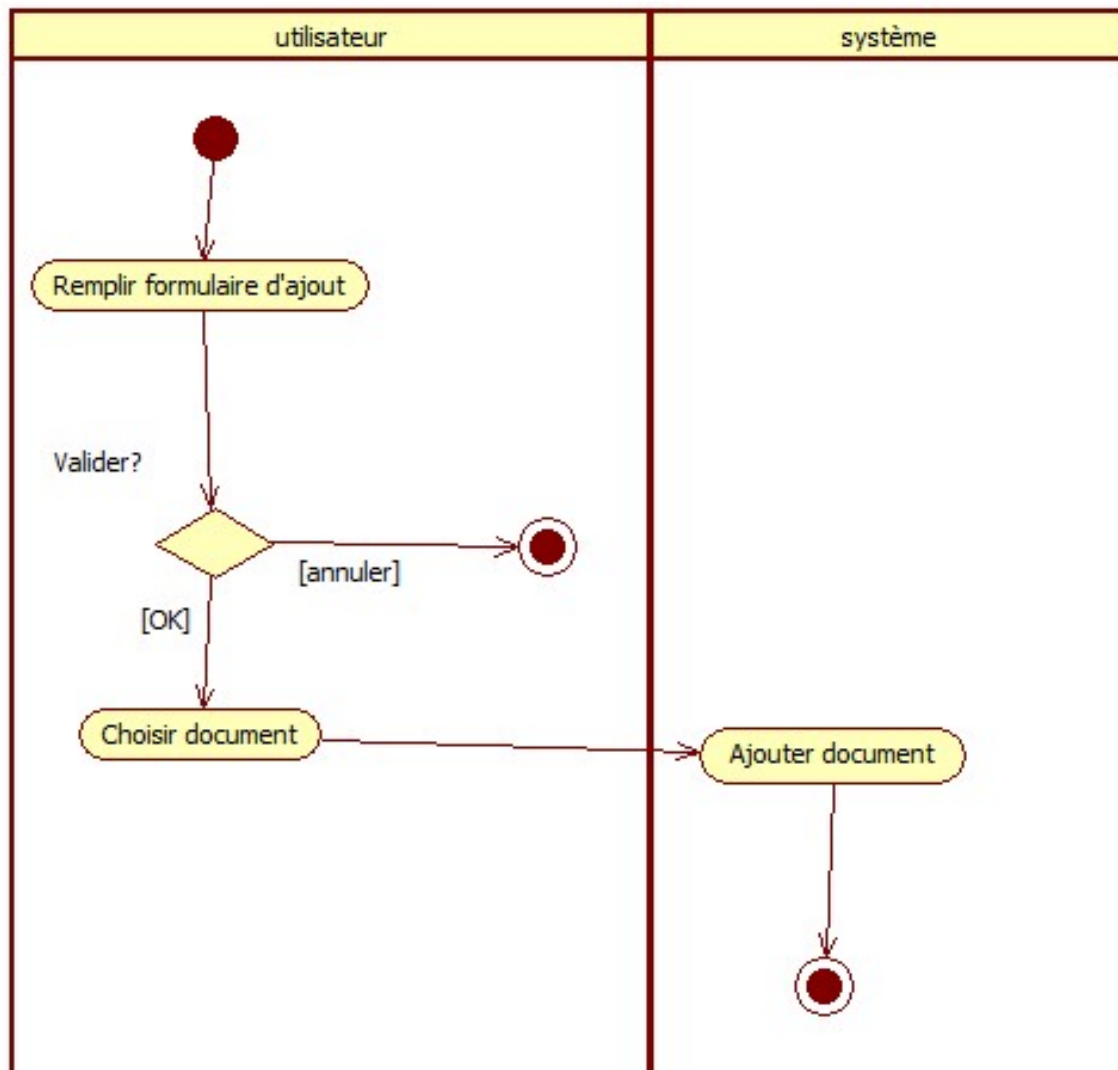 utilisateur
système
Remplir formulaire d'ajout
Valider?
[annuler]
[OK]
Choisir document
Ajouter document